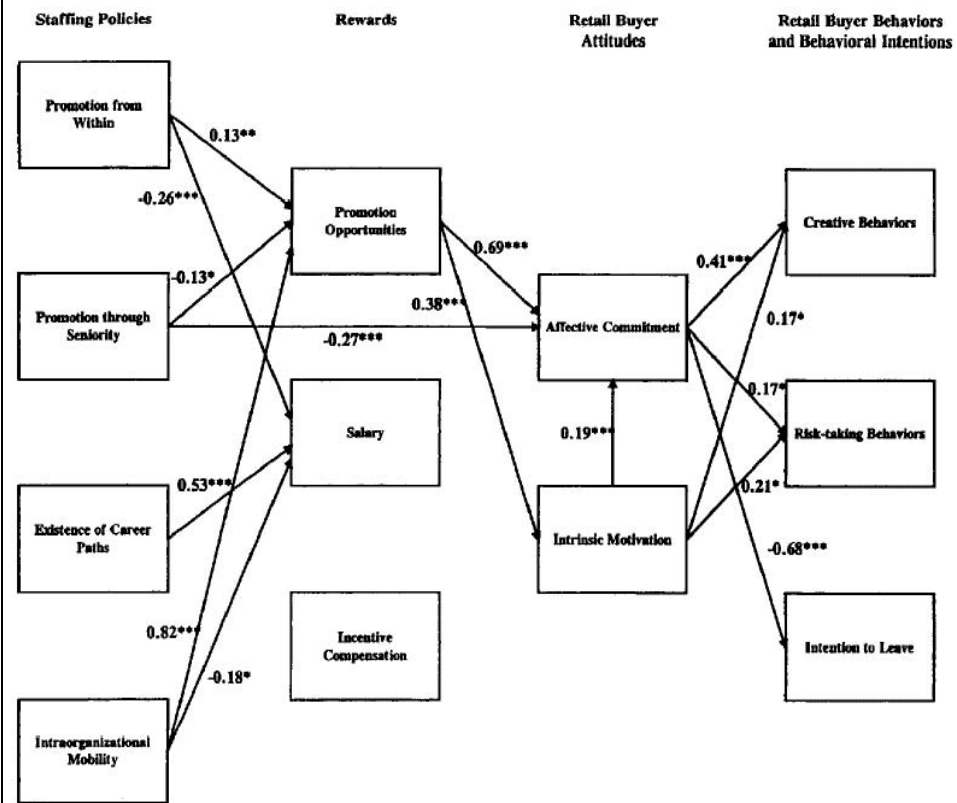 Staffing Policies
Rewards
Retail Buyer
Attitudes
Retail Buyer Behaviors
and Behavioral Intentions
Promotion from
Within
0.13**
-0.26***
Promotion
Opportunities
Creative Behaviors
0.69***
0.41***
-0.13*
0.38***
Promotion through
Seniority
-0.27***
Affective Commitment
0.17*
0.17*
Salary
0.19***
Risk-taking Behaviors
0.53***
0.21*
Existence of Career
Paths
Intrinsic Motivation
-0.68***
0.82***
Incentive
Compensation
Intention to Leave
-0.18*
Intraorganizational
Mobility